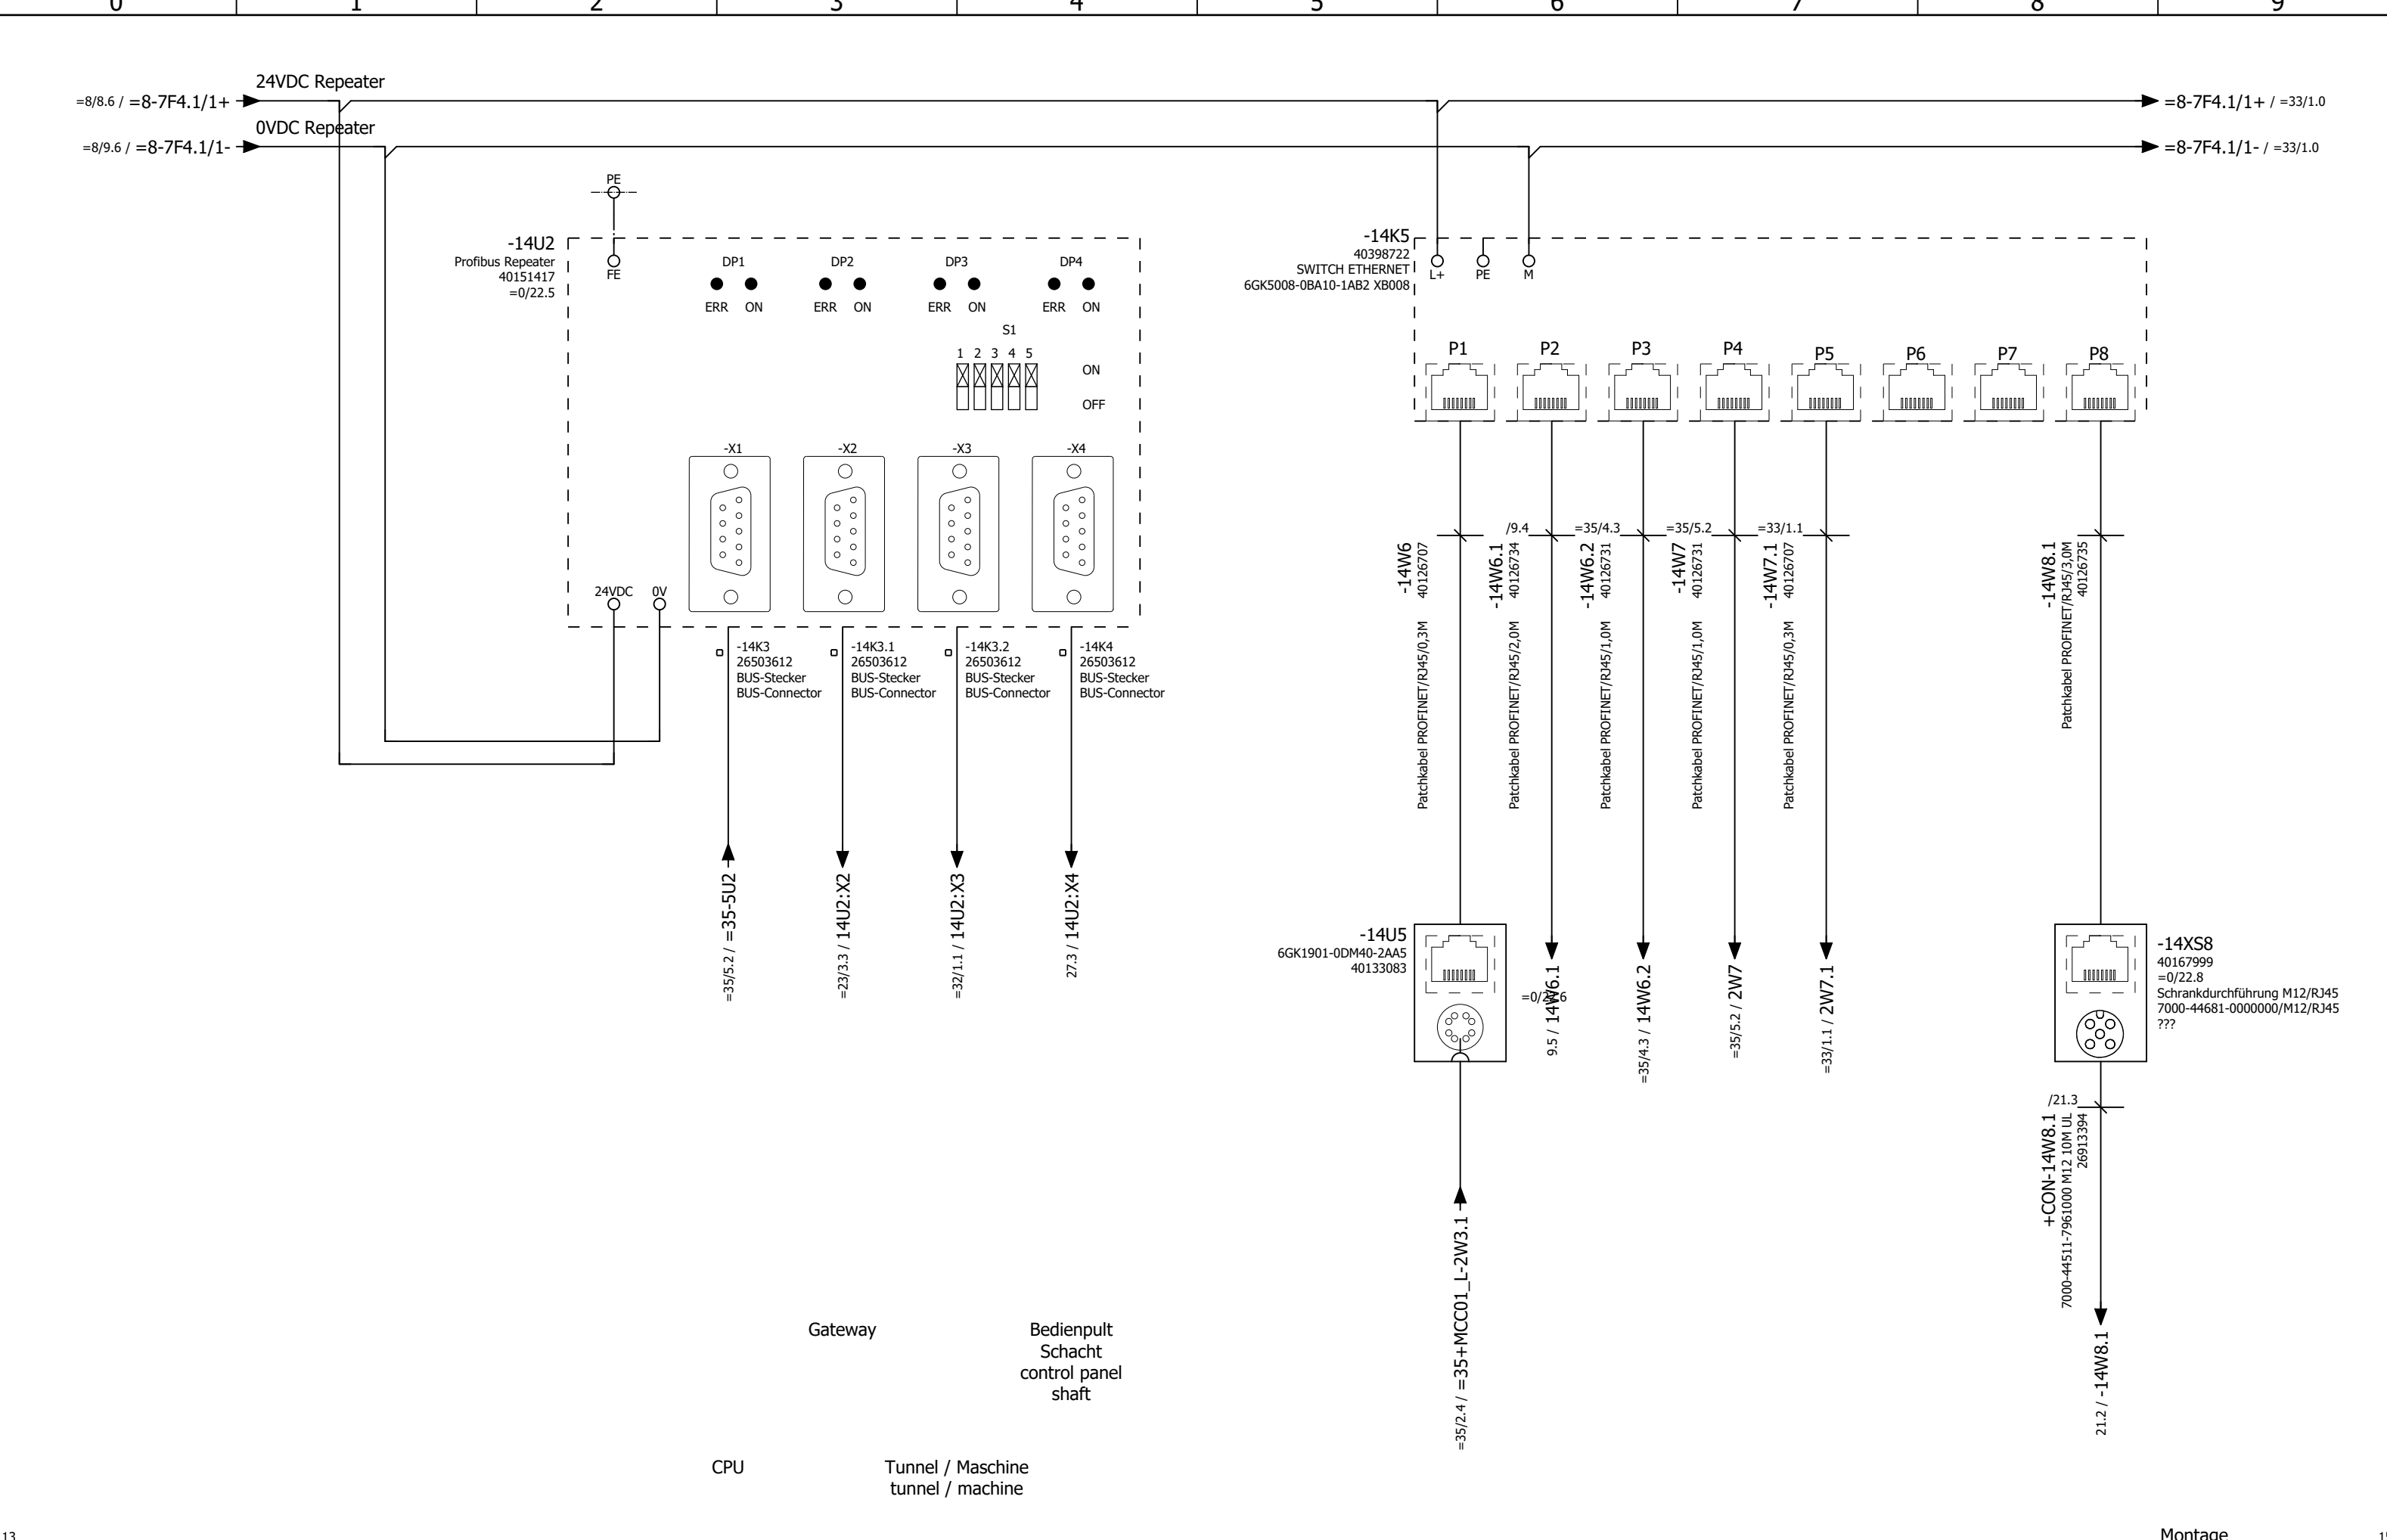 0 1 2 3 4 5 6 7 8 9
24VDC Repeater
=8/8.6 / =8-7F4.1/1+
=8-7F4.1/1+ / =33/1.0
0VDC Repeater
=8/9.6 / =8-7F4.1/1-
=8-7F4.1/1- / =33/1.0
PE
-14U2
Profibus Repeater
40151417
=0/22.5
FE
DP1 DP2 DP3 DP4
ERR ON ERR ON ERR ON ERR ON
S1
1 2 3 4 5
ON
OFF
-X1 -X2 -X3 -X4
24VDC 0V
-14K3
26503612
BUS-Stecker
BUS-Connector
-14K3.1
26503612
BUS-Stecker
BUS-Connector
-14K3.2
26503612
BUS-Stecker
BUS-Connector
-14K4
26503612
BUS-Stecker
BUS-Connector
=35/5.2 / =35-5U2
=23/3.3 / 14U2:X2
=32/1.1 / 14U2:X3
27.3 / 14U2:X4
-14K5
40398722
SWITCH ETHERNET
6GK5008-0BA10-1AB2 XB008
L+ PE M
P1 P2 P3 P4 P5 P6 P7 P8
/9.4 =35/4.3 =35/5.2 =33/1.1
-14W6
40126707
Patchkabel PROFINET/RJ45/0,3M
-14W6.1
40126734
Patchkabel PROFINET/RJ45/2,0M
-14W6.2
40126731
Patchkabel PROFINET/RJ45/1,0M
-14W7
40126731
Patchkabel PROFINET/RJ45/1,0M
-14W7.1
40126707
Patchkabel PROFINET/RJ45/0,3M
-14W8.1
Patchkabel PROFINET/RJ45/3,0M
40126735
-14U5
6GK1901-0DM40-2AA5
40133083
=0/22.6
9.5 / 14W6.1
=35/4.3 / 14W6.2
=35/5.2 / 2W7
=33/1.1 / 2W7.1
-14XS8
40167999
=0/22.8
Schrankdurchführung M12/RJ45
7000-44681-0000000/M12/RJ45
???
/21.3
+CON-14W8.1
7000-44511-7961000 M12 10M UL
26913394
=35/2.4 / =35+MCC01_L-2W3.1
21.2 / -14W8.1
Gateway
Bedienpult
Schacht
control panel
shaft
CPU
Tunnel / Maschine
tunnel / machine
13
Montage